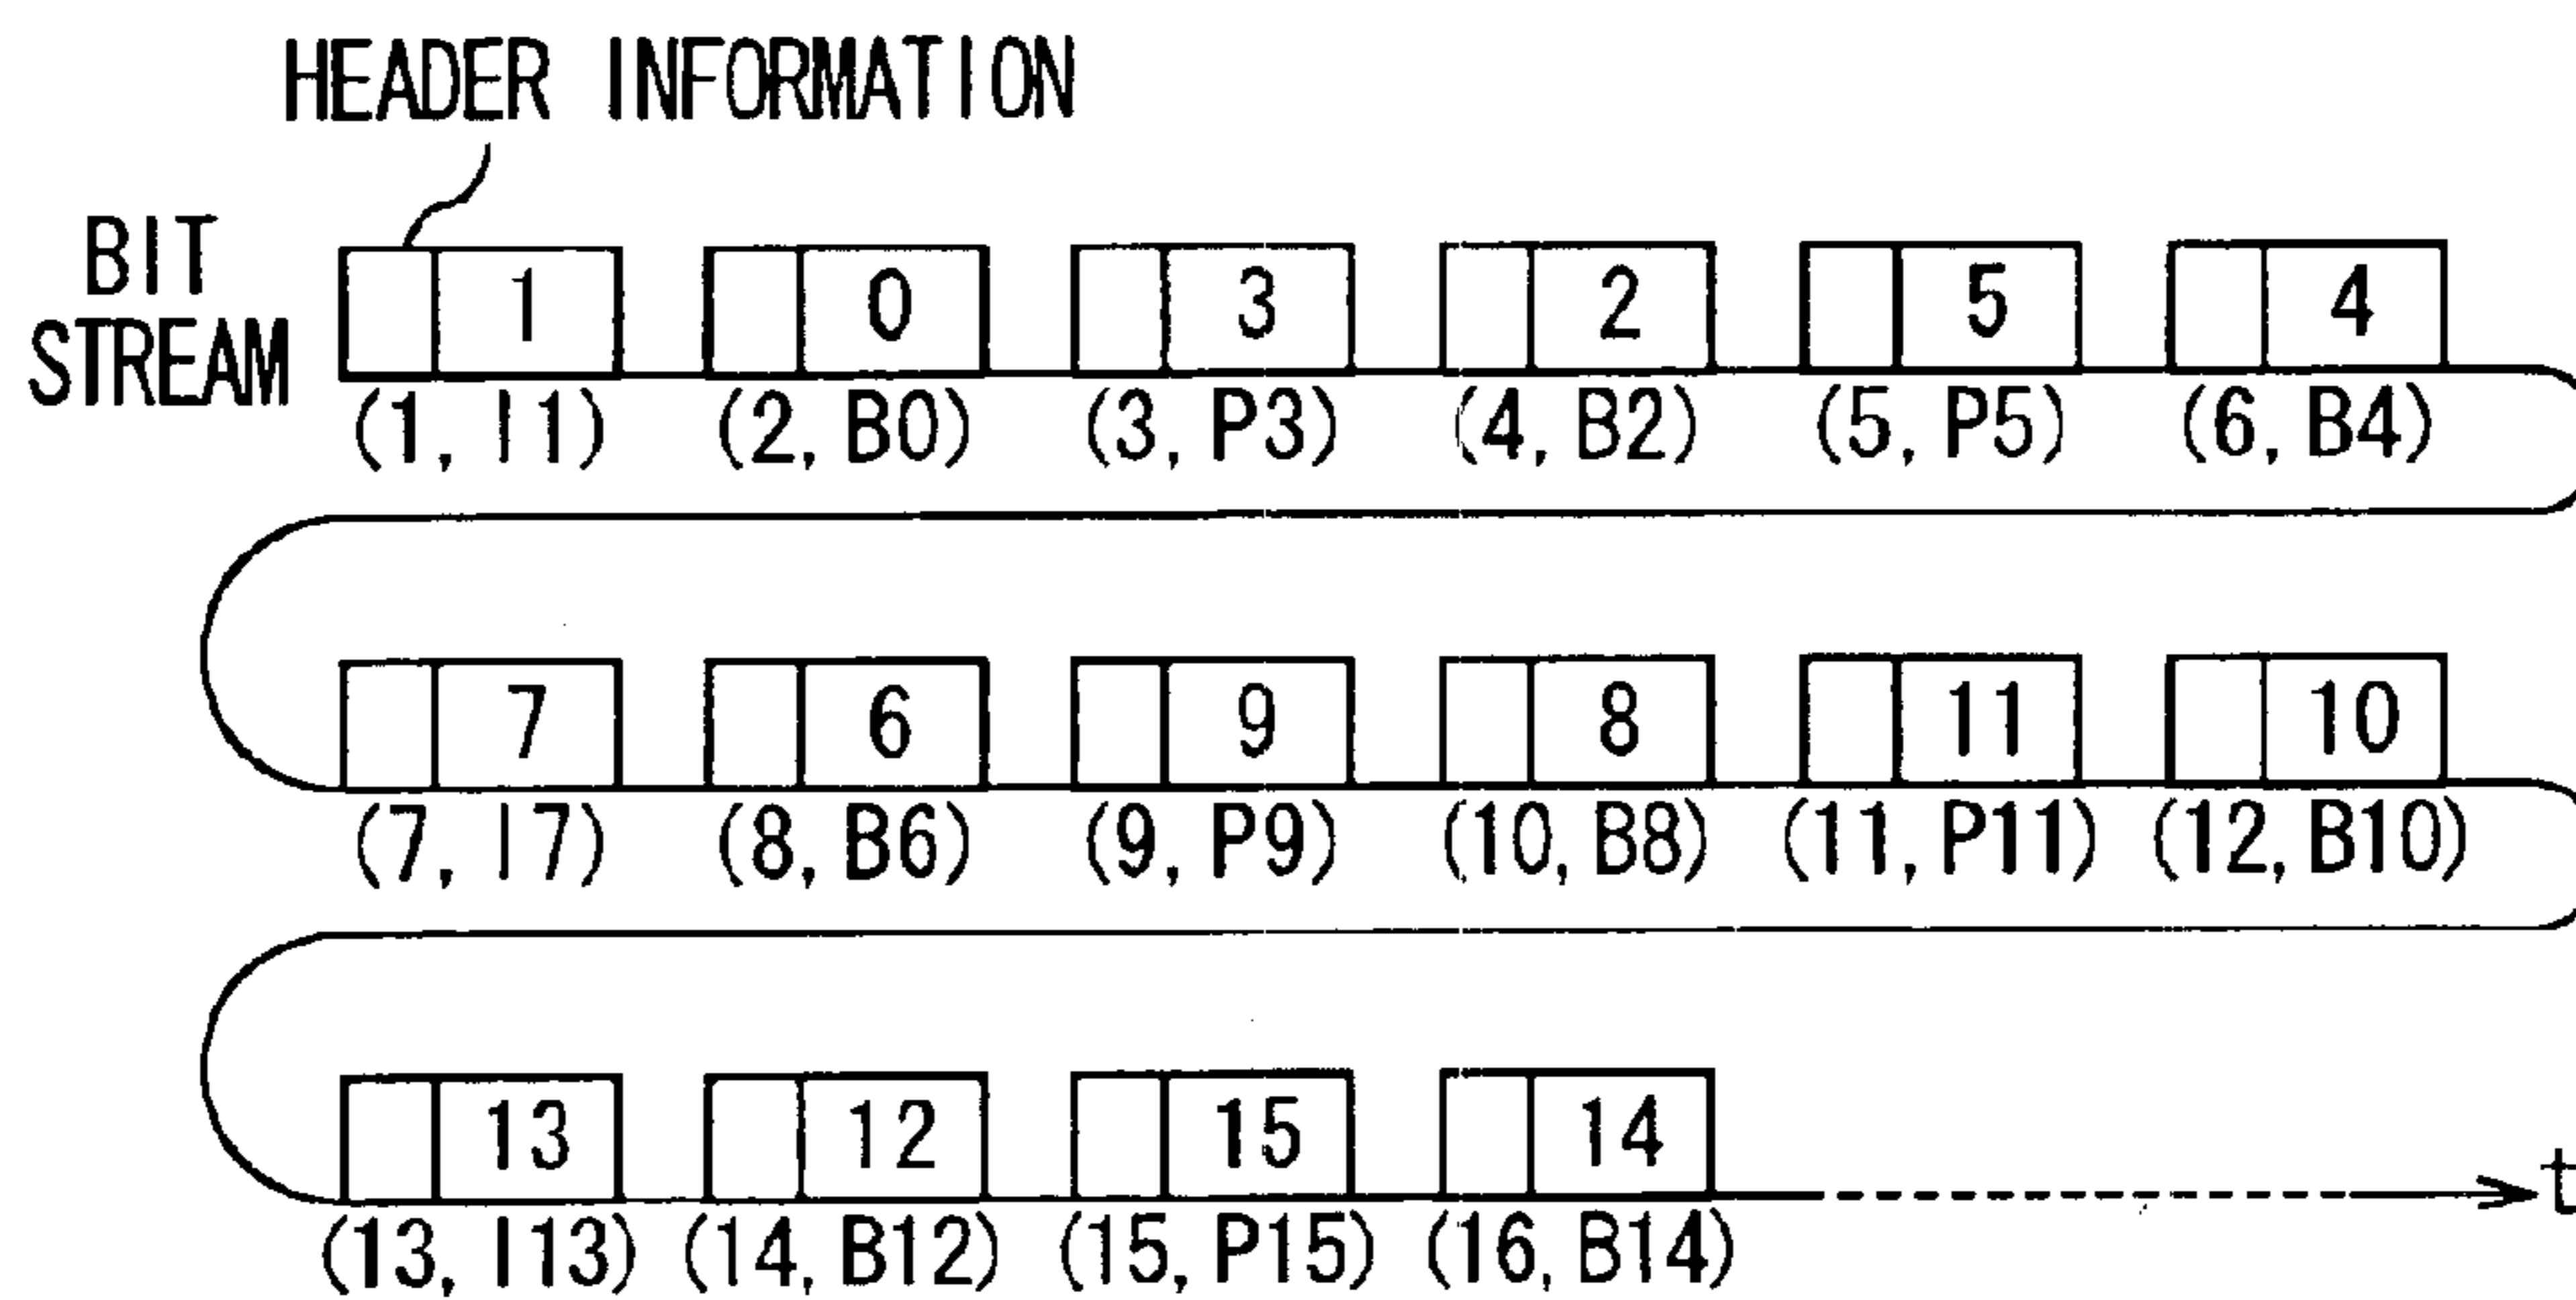 HEADER INFORMATION
BIT
STREAM
1 0 3 2 5 4
(1, I1) (2, B0) (3, P3) (4, B2) (5, P5) (6, B4)
7 6 9 8 11 10
(7, I7) (8, B6) (9, P9) (10, B8) (11, P11) (12, B10)
13 12 15 14
t
(13, I13) (14, B12) (15, P15) (16, B14)